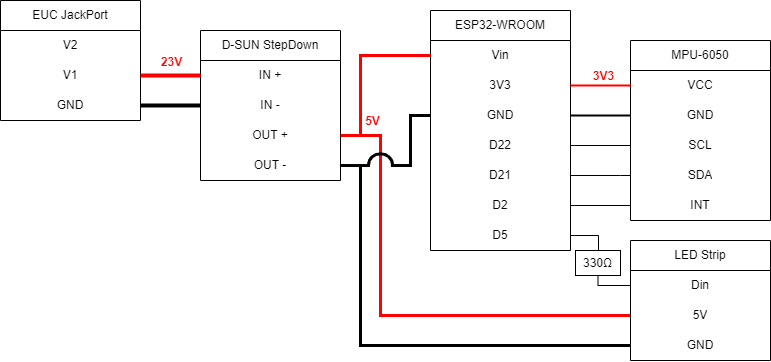 EUC JackPort
V2
V1
GND
23V
D-SUN StepDown
IN +
IN -
OUT +
OUT -
5V
ESP32-WROOM
Vin
3V3
GND
D22
D21
D2
D5
3V3
MPU-6050
VCC
GND
SCL
SDA
INT
330Ω
LED Strip
Din
5V
GND